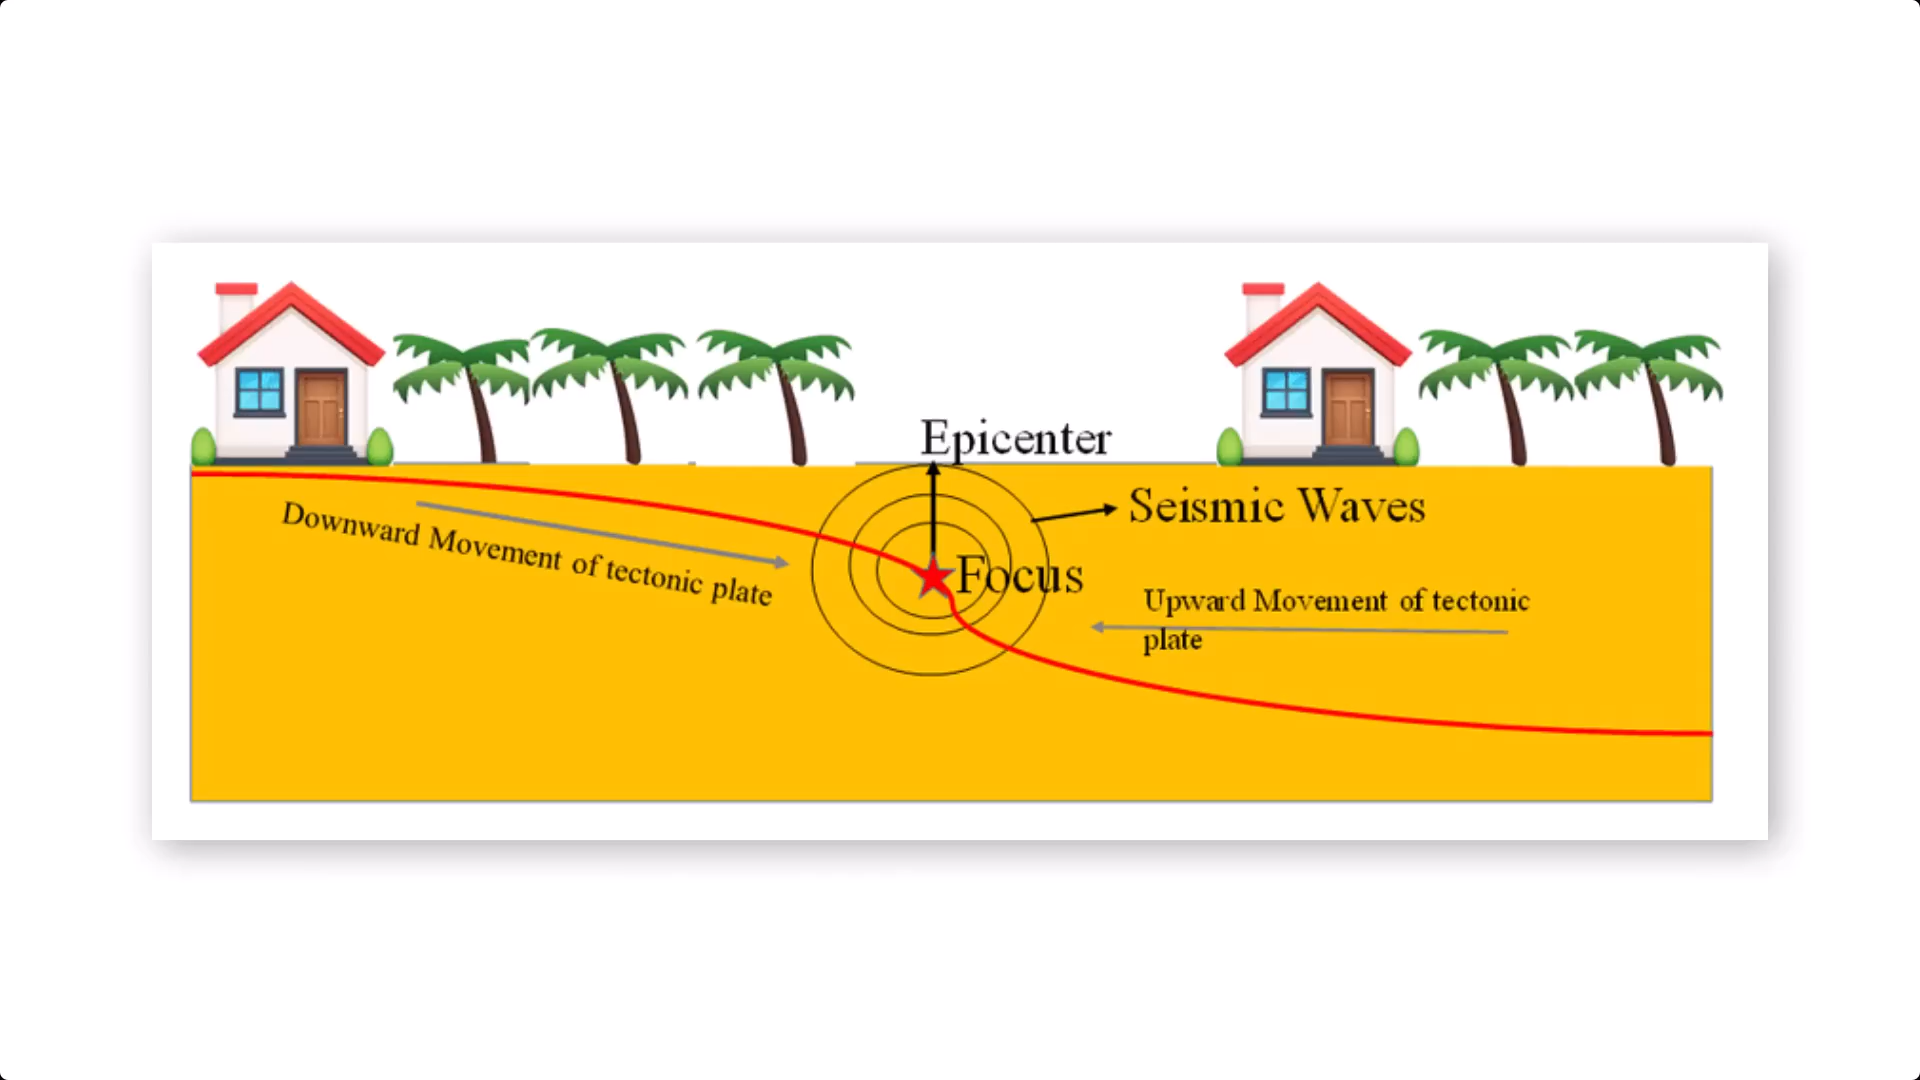 Epicenter
Seismic Waves
Downward Movement of tectonic plate
Focus
Upward Movement of tectonic
plate